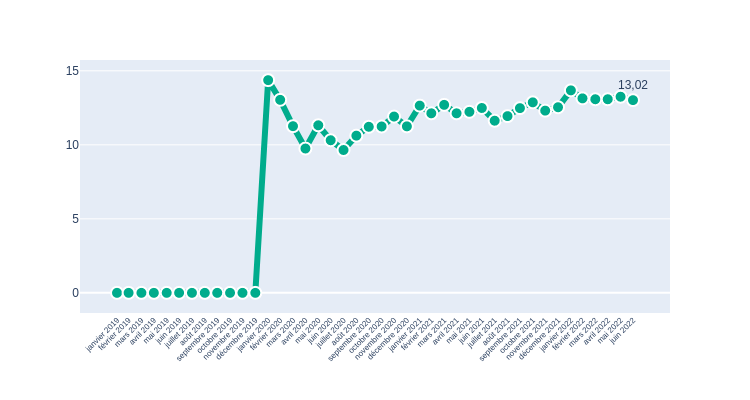 15
13,02
10
5
0
janvier 2019
février 2019
mars 2019
avril 2019
mai 2019
juin 2019
juillet 2019
août 2019
septembre 2019
octobre 2019
novembre 2019
décembre 2019
janvier 2020
février 2020
mars 2020
avril 2020
mai 2020
juin 2020
juillet 2020
août 2020
septembre 2020
octobre 2020
novembre 2020
décembre 2020
janvier 2021
février 2021
mars 2021
avril 2021
mai 2021
juin 2021
juillet 2021
août 2021
septembre 2021
octobre 2021
novembre 2021
décembre 2021
janvier 2022
février 2022
mars 2022
avril 2022
mai 2022
juin 2022